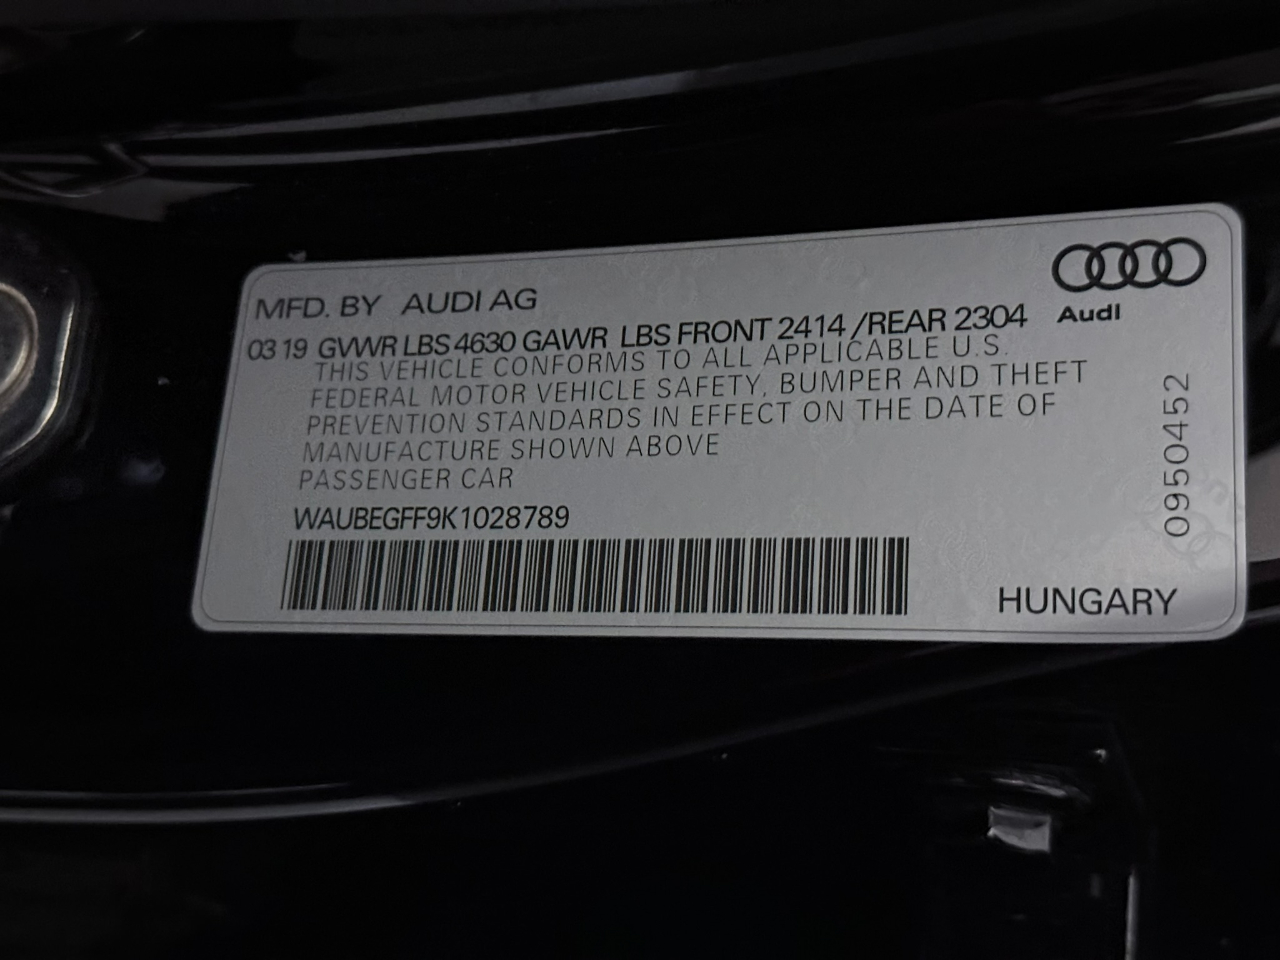 MFD. BY AUDI AG
03 19 GVWR LBS 4630 GAWR LBS FRONT 2414 /REAR 2304
THIS VEHICLE CONFORMS TO ALL APPLICABLE U.S.
FEDERAL MOTOR VEHICLE SAFETY, BUMPER AND THEFT
PREVENTION STANDARDS IN EFFECT ON THE DATE OF
MANUFACTURE SHOWN ABOVE
PASSENGER CAR
WAUBEGFF9K1028789
Audi
0950452
HUNGARY